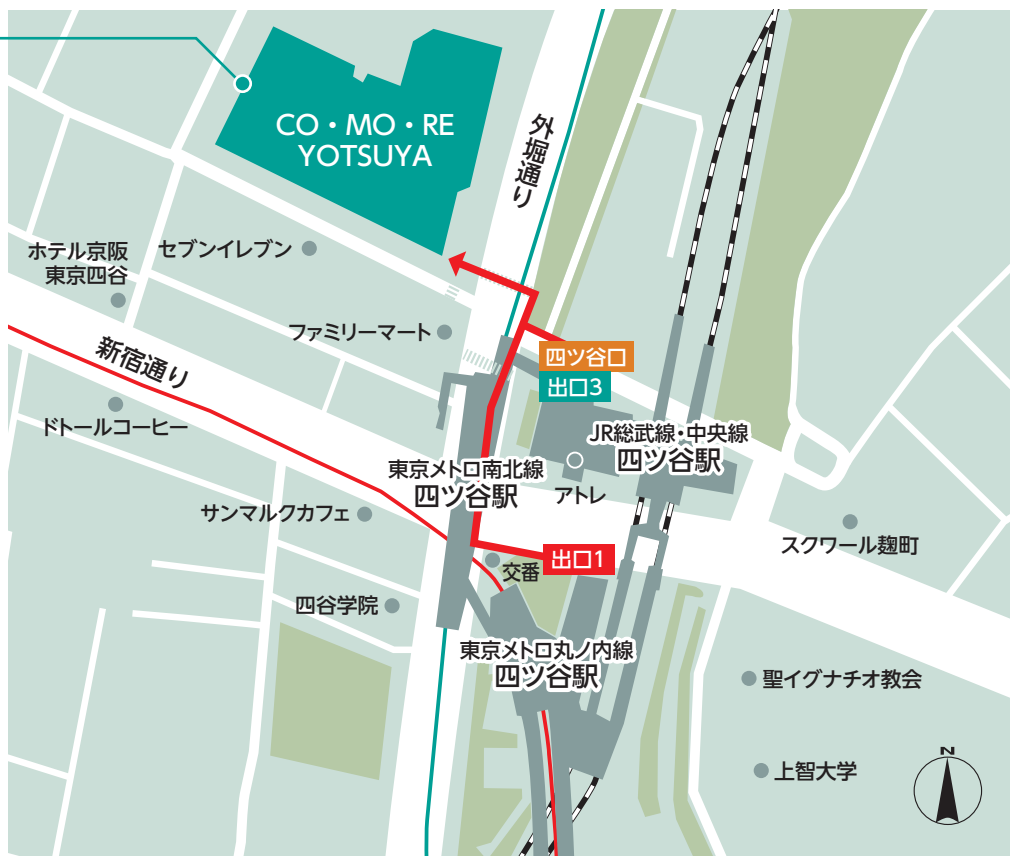 CO・MO・RE
YOTSUYA
外堀通り
ホテル京阪
東京四谷
セブンイレブン
ファミリーマート
新宿通り
四ツ谷口
出口3
ドトールコーヒー
JR総武線・中央線
四ツ谷駅
東京メトロ南北線
四ツ谷駅
アトレ
サンマルクカフェ
スクワール麹町
出口1
交番
四谷学院
東京メトロ丸ノ内線
四ツ谷駅
聖イグナチオ教会
上智大学
N